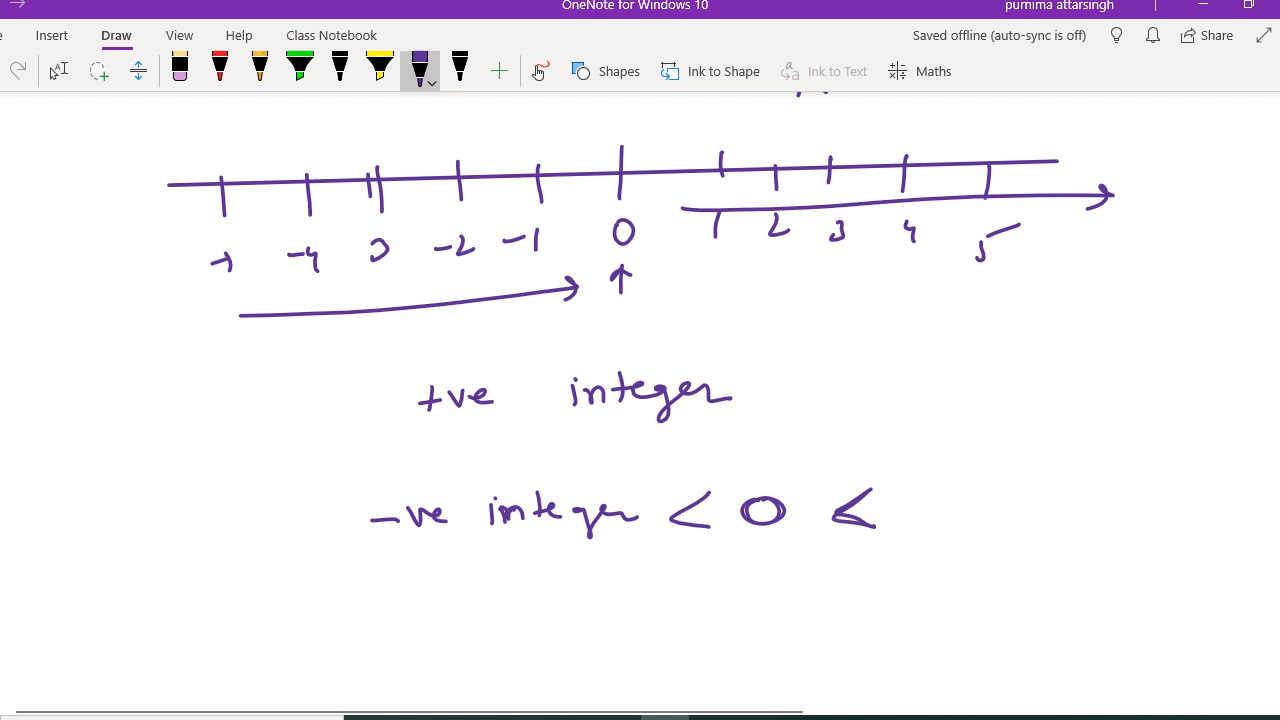 OneNote for Windows 10 purnima attarsingh
Insert Draw View Help Class Notebook Saved offline (auto-sync is off) Share
Ink to Shape Shapes Ink to Text Maths
-4 -2 -1 0 1 2 3 4 5
+ve integer
-ve integer < 0 <